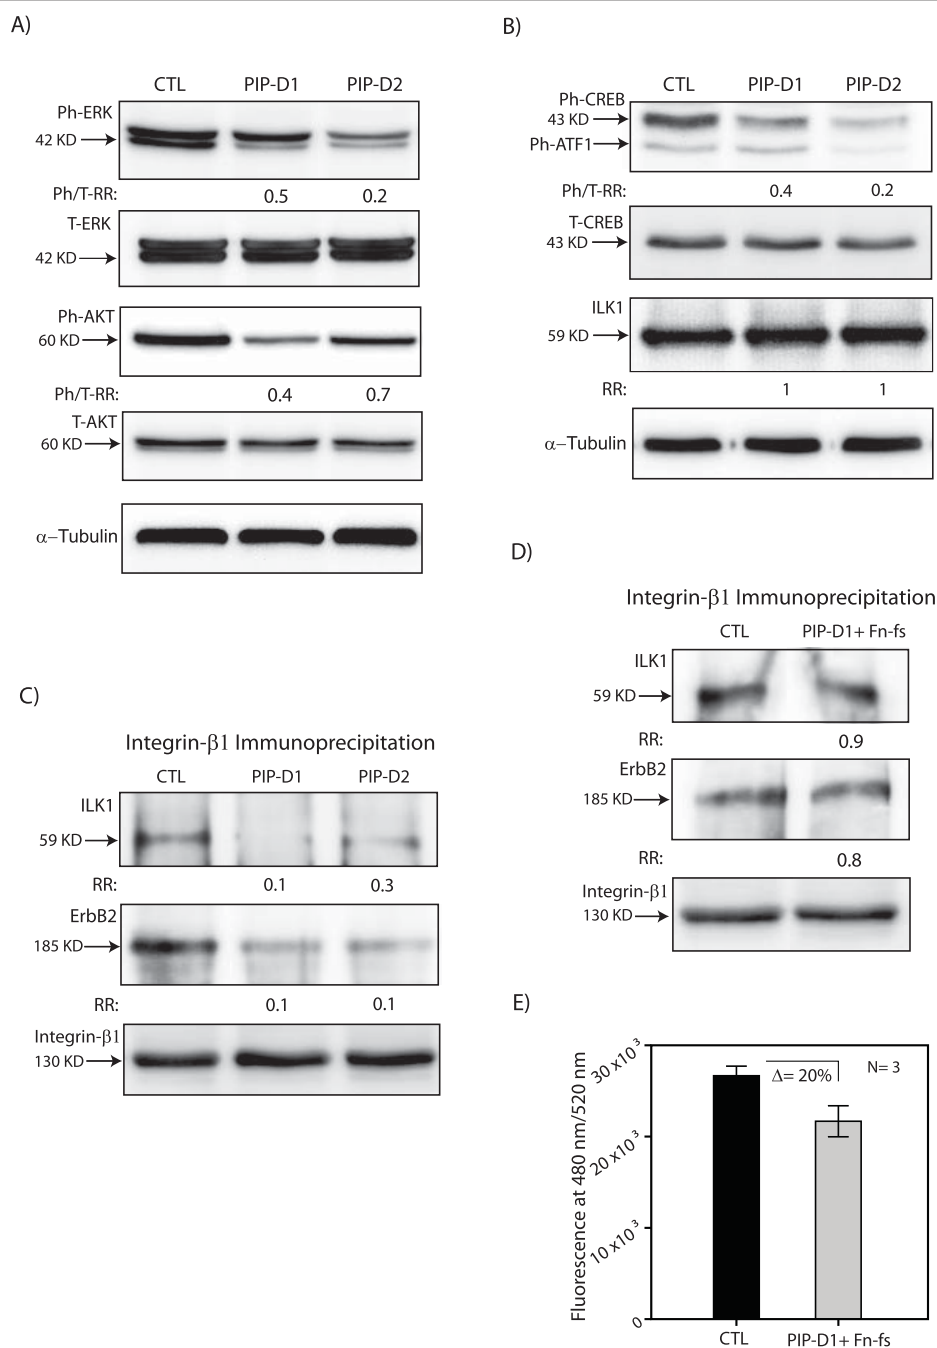 A)
CTL PIP-D1 PIP-D2
Ph-ERK
42 KD
Ph/T-RR: 0.5 0.2
T-ERK
42 KD
Ph-AKT
60 KD
Ph/T-RR: 0.4 0.7
T-AKT
60 KD
α–Tubulin
B)
CTL PIP-D1 PIP-D2
Ph-CREB
43 KD
Ph-ATF1
Ph/T-RR: 0.4 0.2
T-CREB
43 KD
ILK1
59 KD
RR: 1 1
α–Tubulin
C)
Integrin-β1 Immunoprecipitation
CTL PIP-D1 PIP-D2
ILK1
59 KD
RR: 0.1 0.3
ErbB2
185 KD
RR: 0.1 0.1
Integrin-β1
130 KD
D)
Integrin-β1 Immunoprecipitation
CTL PIP-D1+ Fn-fs
ILK1
59 KD
RR: 0.9
ErbB2
185 KD
RR: 0.8
Integrin-β1
130 KD
E)
Fluorescence at 480 nm/520 nm
30 x10³
20 x10³
10 x10³
0
Δ= 20%
N= 3
CTL PIP-D1+ Fn-fs